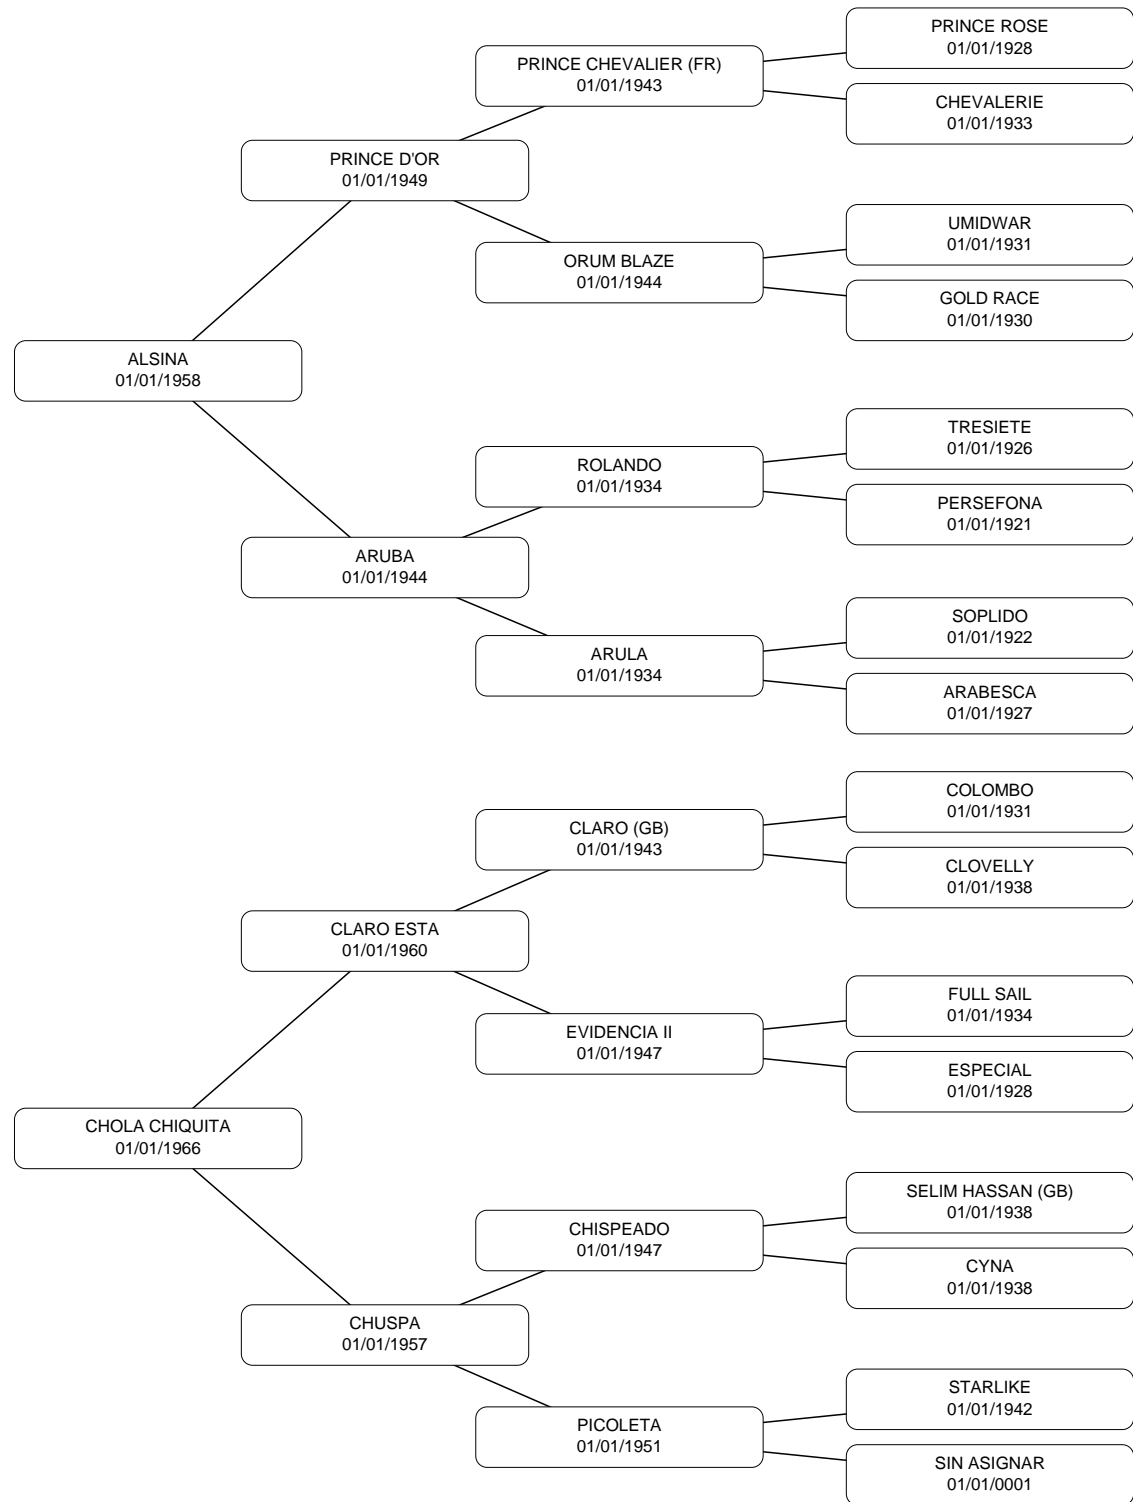 PRINCE ROSE
01/01/1928
PRINCE CHEVALIER (FR)
01/01/1943
CHEVALERIE
01/01/1933
PRINCE D'OR
01/01/1949
UMIDWAR
01/01/1931
ORUM BLAZE
01/01/1944
GOLD RACE
01/01/1930
ALSINA
01/01/1958
TRESIETE
01/01/1926
ROLANDO
01/01/1934
PERSEFONA
01/01/1921
ARUBA
01/01/1944
SOPLIDO
01/01/1922
ARULA
01/01/1934
ARABESCA
01/01/1927
COLOMBO
01/01/1931
CLARO (GB)
01/01/1943
CLOVELLY
01/01/1938
CLARO ESTA
01/01/1960
FULL SAIL
01/01/1934
EVIDENCIA II
01/01/1947
ESPECIAL
01/01/1928
CHOLA CHIQUITA
01/01/1966
SELIM HASSAN (GB)
01/01/1938
CHISPEADO
01/01/1947
CYNA
01/01/1938
CHUSPA
01/01/1957
STARLIKE
01/01/1942
PICOLETA
01/01/1951
SIN ASIGNAR
01/01/0001